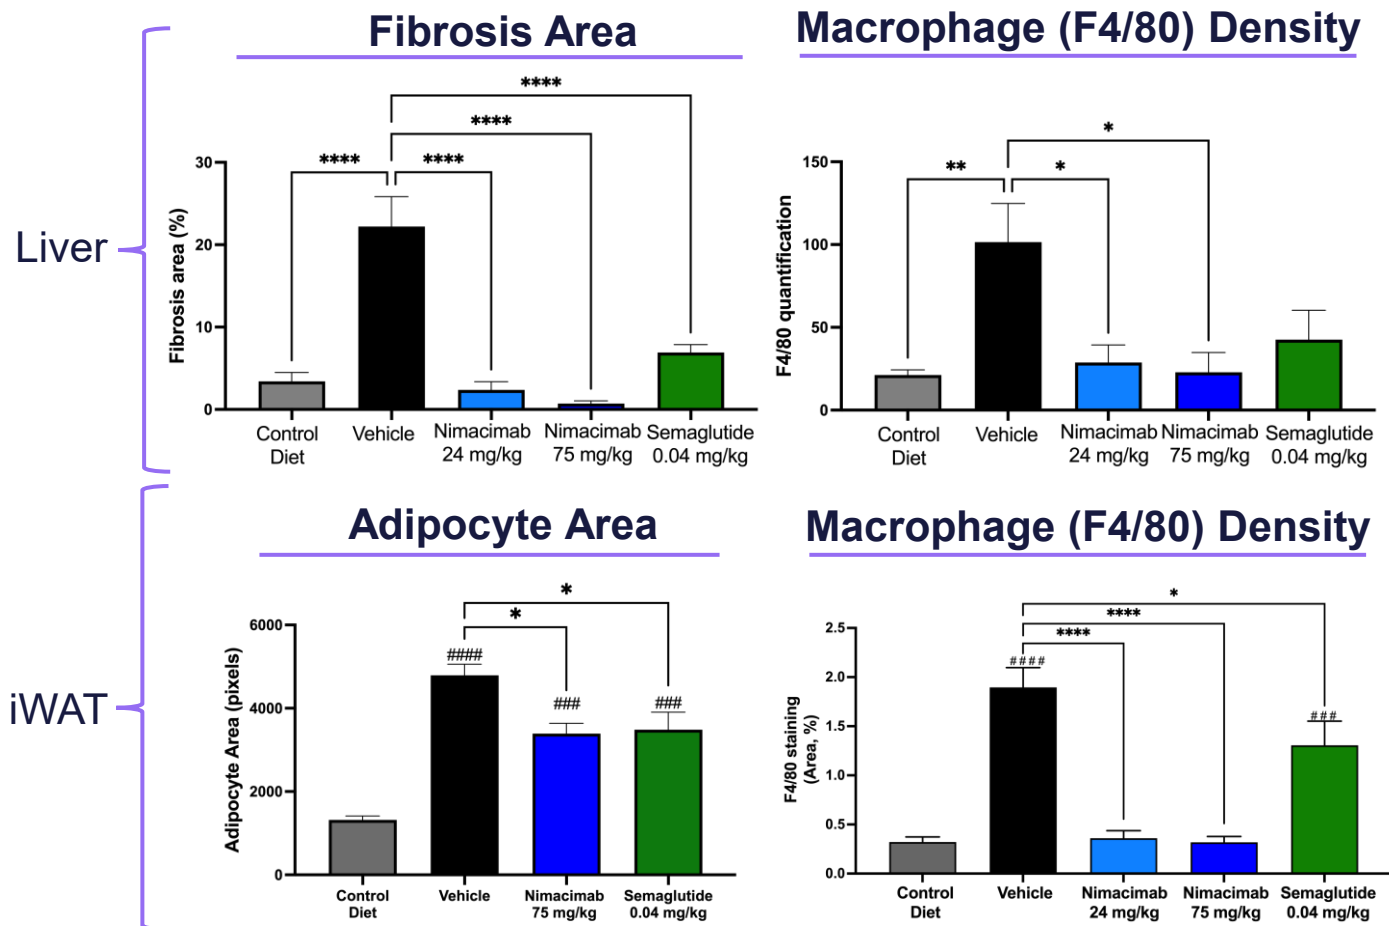 Liver
Fibrosis Area
****
****
****
****
Fibrosis area (%)
30
20
10
0
Control Diet
Vehicle
Nimacimab 24 mg/kg
Nimacimab 75 mg/kg
Semaglutide 0.04 mg/kg
Macrophage (F4/80) Density
*
**
*
F4/80 quantification
150
100
50
0
Control Diet
Vehicle
Nimacimab 24 mg/kg
Nimacimab 75 mg/kg
Semaglutide 0.04 mg/kg
iWAT
Adipocyte Area
*
*
####
###
###
Adipocyte Area (pixels)
6000
4000
2000
0
Control Diet
Vehicle
Nimacimab 75 mg/kg
Semaglutide 0.04 mg/kg
Macrophage (F4/80) Density
*
****
****
####
###
F4/80 staining (Area, %)
2.5
2.0
1.5
1.0
0.5
0.0
Control Diet
Vehicle
Nimacimab 24 mg/kg
Nimacimab 75 mg/kg
Semaglutide 0.04 mg/kg